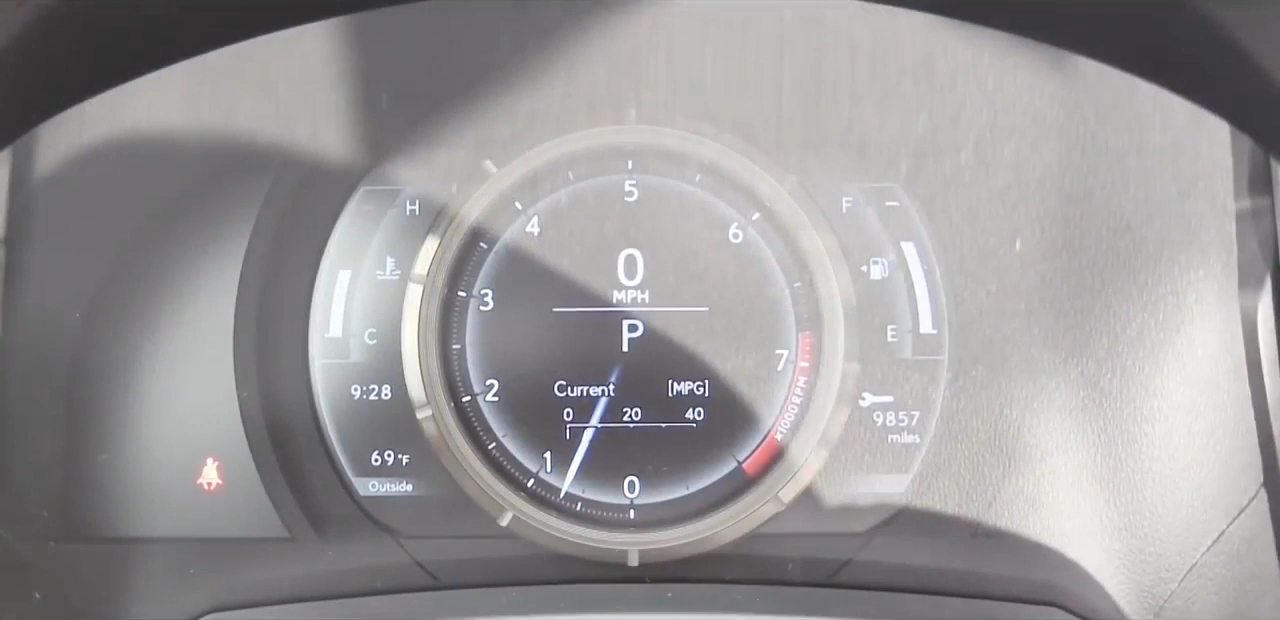 H
C
9:28
69°F
Outside
5
4
6
3
7
2
1
0
x1000RPM
0
MPH
P
Current [MPG]
0 20 40
F
E
9857
miles